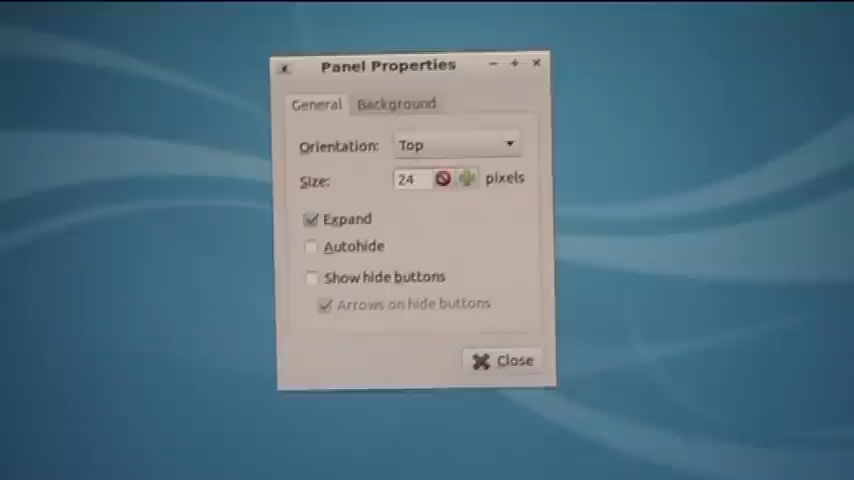 Panel Properties
General Background
Orientation: Top
Size: 24 pixels
Expand
Autohide
Show hide buttons
Arrows on hide buttons
Close